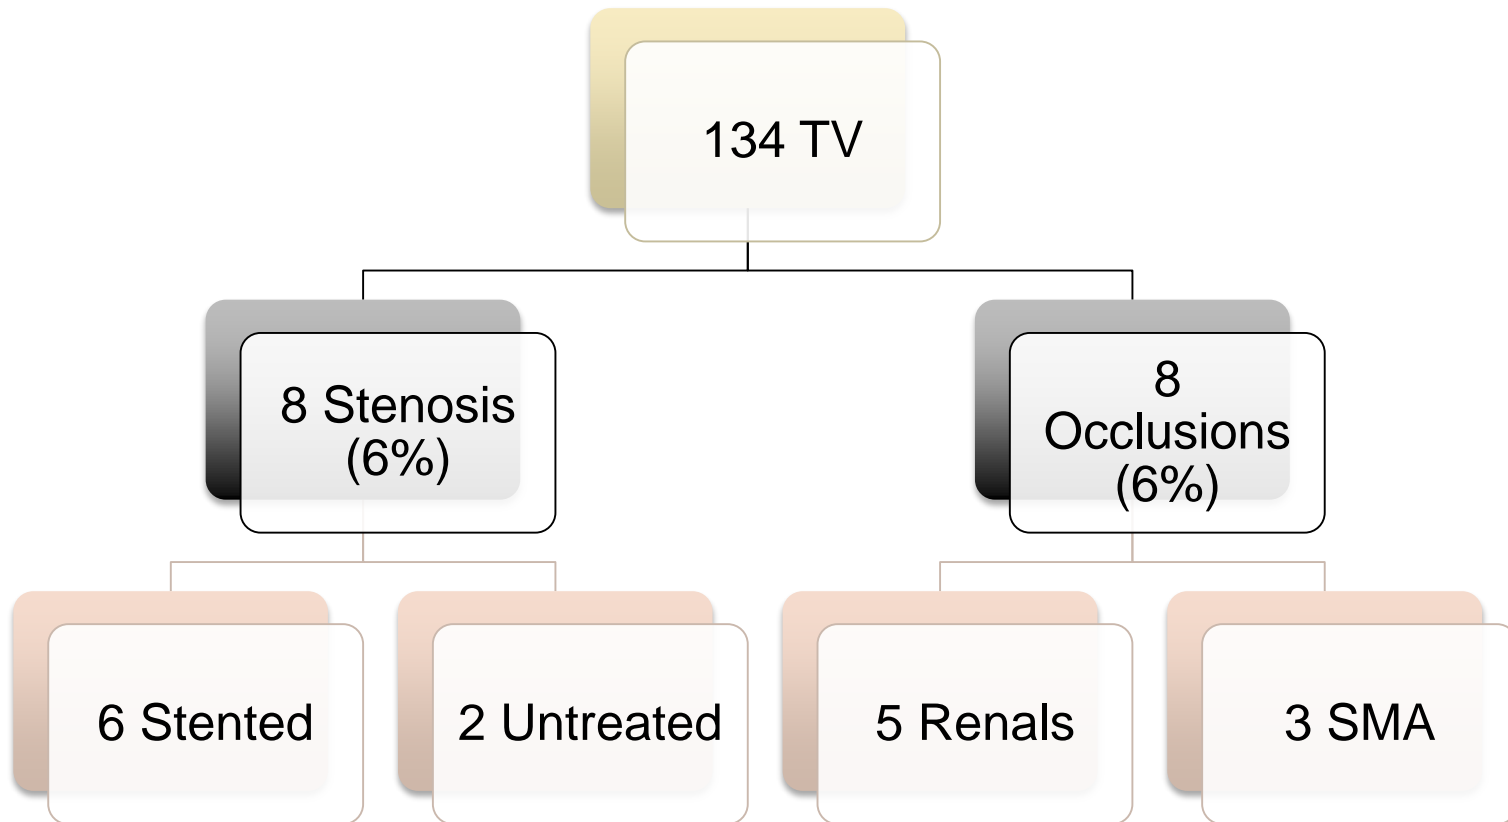 134 TV
8 Stenosis
(6%)
8
Occlusions
(6%)
6 Stented
2 Untreated
5 Renals
3 SMA